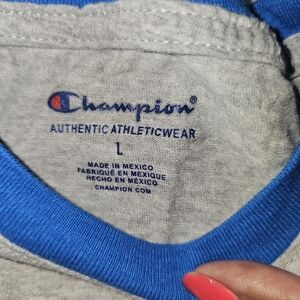 Champion®
AUTHENTIC ATHLETICWEAR
L
MADE IN MEXICO
FABRIQUÉ EN MEXIQUE
HECHO EN MÉXICO
CHAMPION.COM